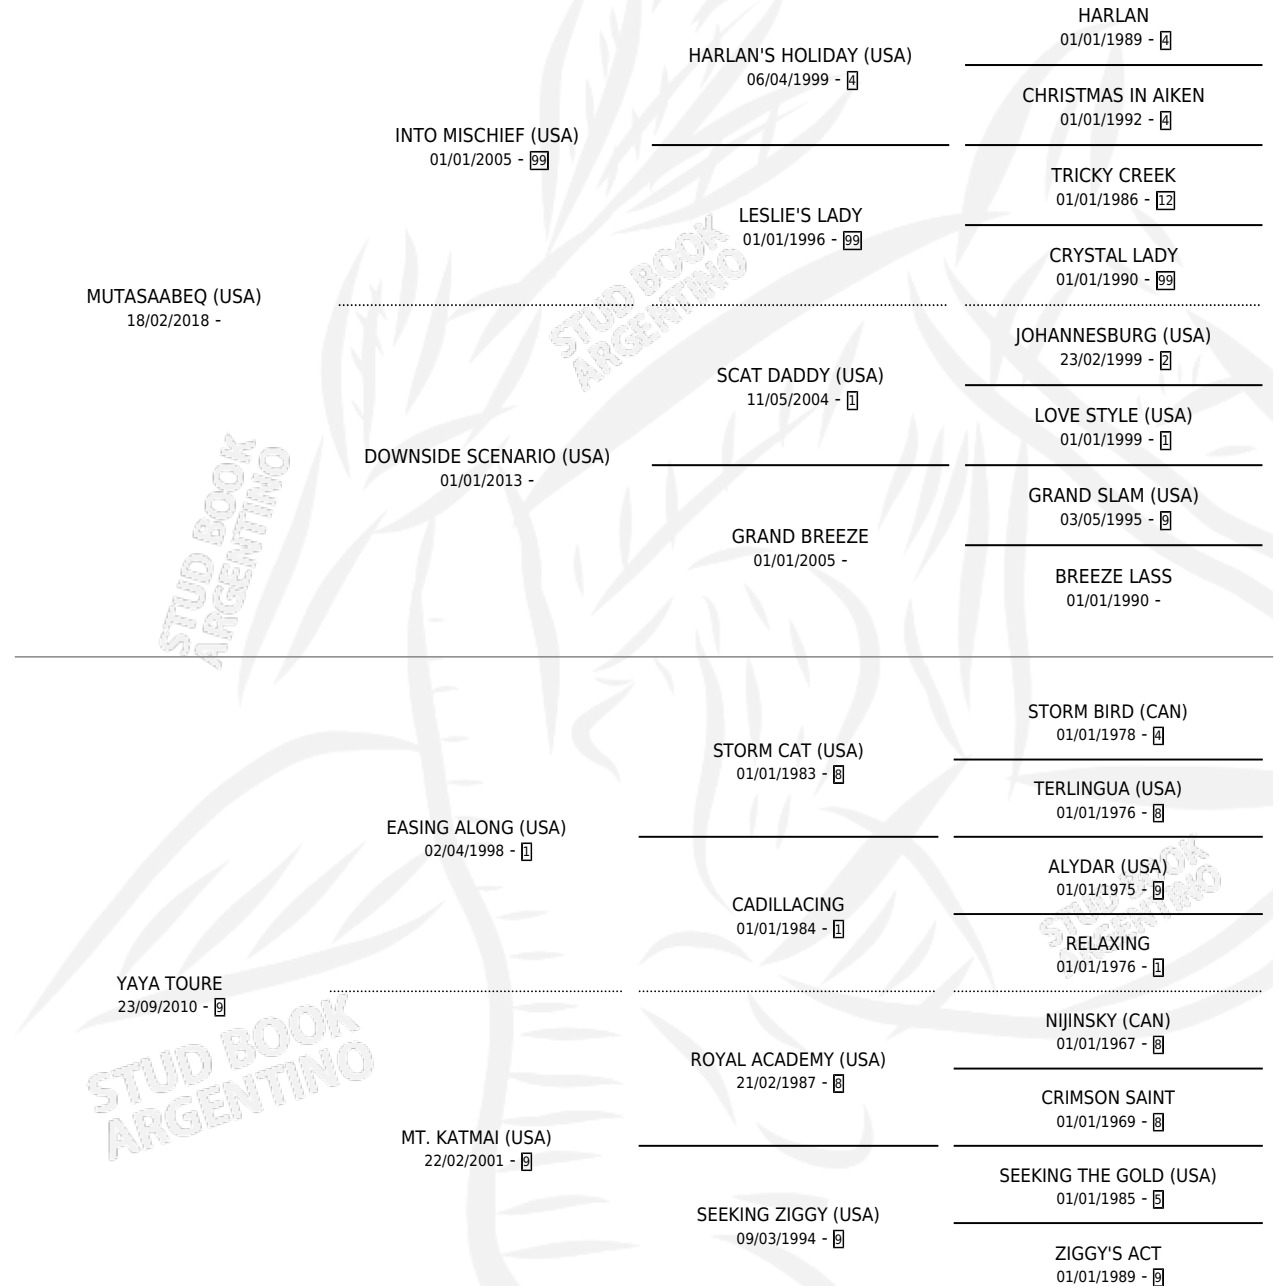 HARLAN
01/01/1989 - 4
HARLAN'S HOLIDAY (USA)
06/04/1999 - 4
CHRISTMAS IN AIKEN
01/01/1992 - 4
INTO MISCHIEF (USA)
01/01/2005 - 99
TRICKY CREEK
01/01/1986 - 12
LESLIE'S LADY
01/01/1996 - 99
CRYSTAL LADY
01/01/1990 - 99
MUTASAABEQ (USA)
18/02/2018 -
JOHANNESBURG (USA)
23/02/1999 - 2
SCAT DADDY (USA)
11/05/2004 - 1
LOVE STYLE (USA)
01/01/1999 - 1
DOWNSIDE SCENARIO (USA)
01/01/2013 -
GRAND SLAM (USA)
03/05/1995 - 9
GRAND BREEZE
01/01/2005 -
BREEZE LASS
01/01/1990 -
STORM BIRD (CAN)
01/01/1978 - 4
STORM CAT (USA)
01/01/1983 - 8
TERLINGUA (USA)
01/01/1976 - 8
EASING ALONG (USA)
02/04/1998 - 1
ALYDAR (USA)
01/01/1975 - 9
CADILLACING
01/01/1984 - 1
RELAXING
01/01/1976 - 1
YAYA TOURE
23/09/2010 - 9
NIJINSKY (CAN)
01/01/1967 - 8
ROYAL ACADEMY (USA)
21/02/1987 - 8
CRIMSON SAINT
01/01/1969 - 8
MT. KATMAI (USA)
22/02/2001 - 9
SEEKING THE GOLD (USA)
01/01/1985 - 5
SEEKING ZIGGY (USA)
09/03/1994 - 9
ZIGGY'S ACT
01/01/1989 - 9
STUD BOOK
ARGENTINO
STUD BOOK
ARGENTINO
STUD BOOK
ARGENTINO
STUD BOOK
ARGENTINO